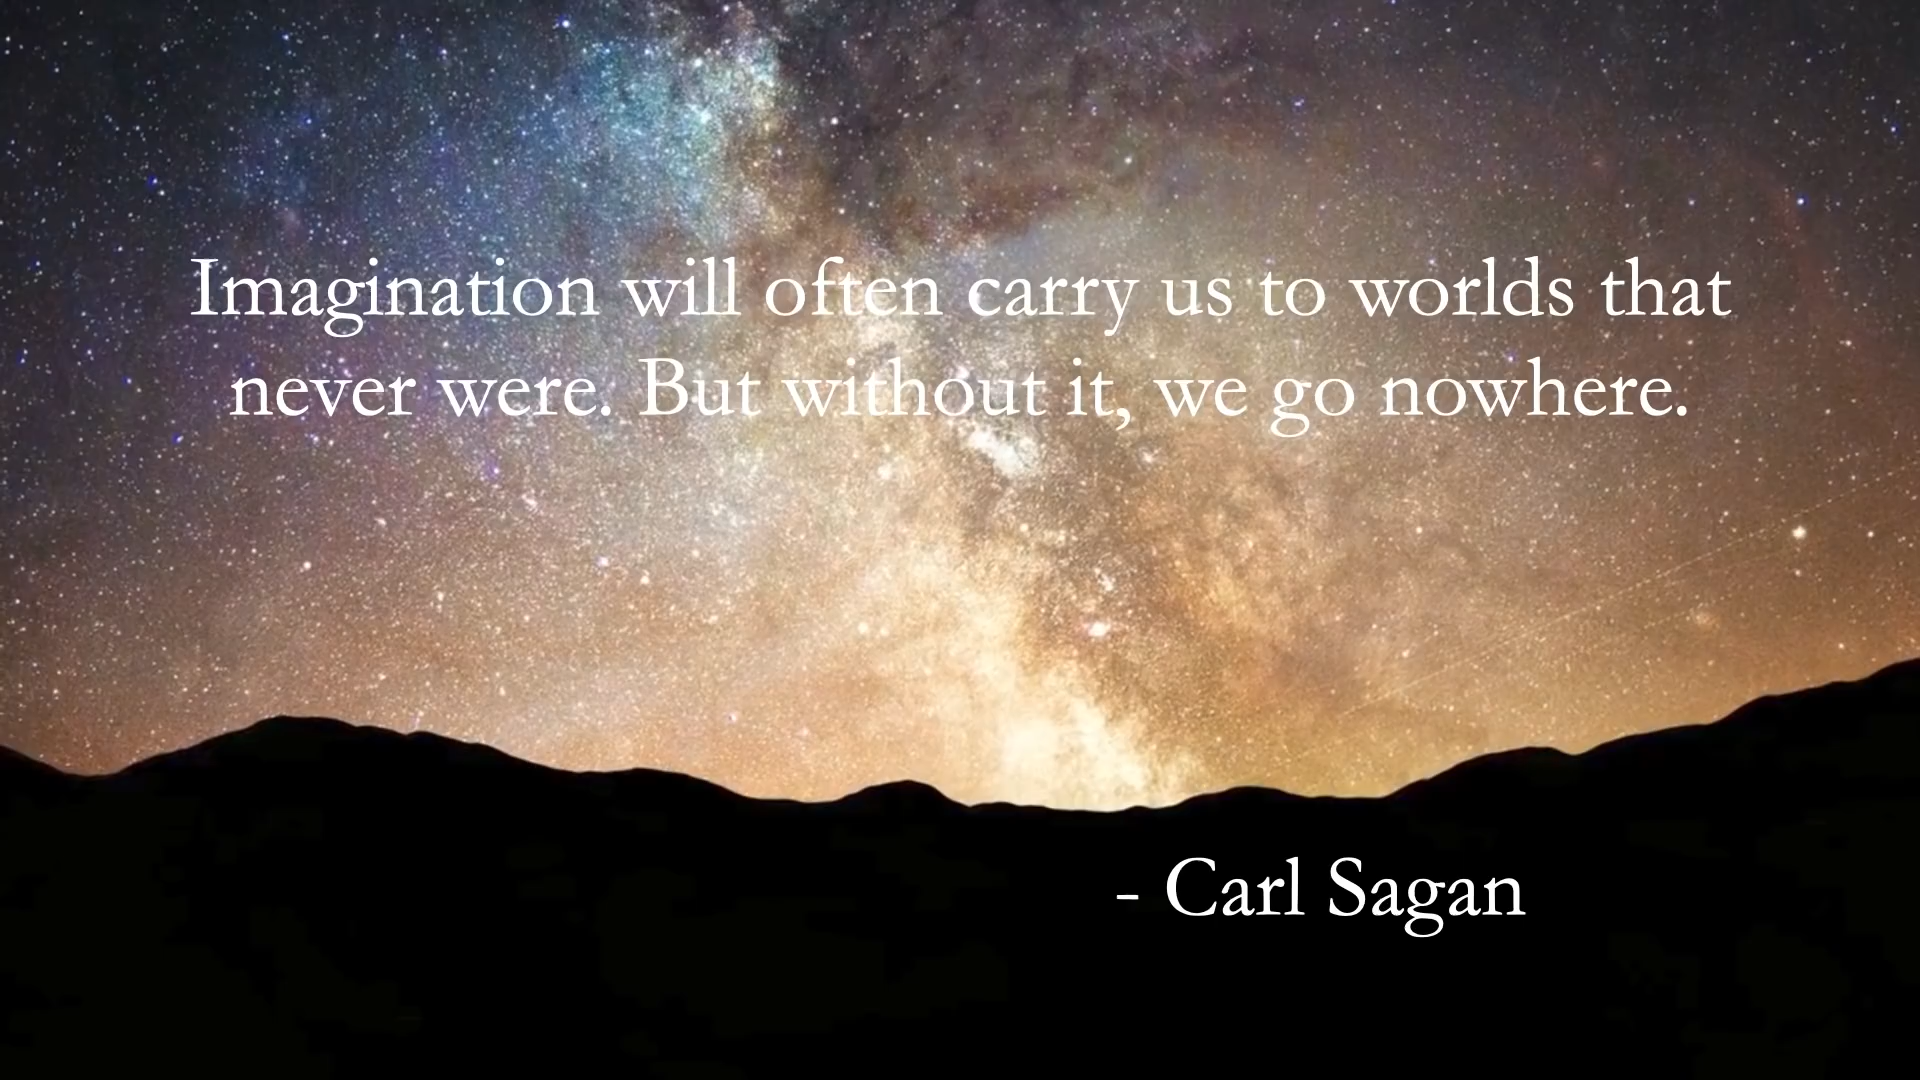 Imagination will often carry us to worlds that
never were. But without it, we go nowhere.
- Carl Sagan